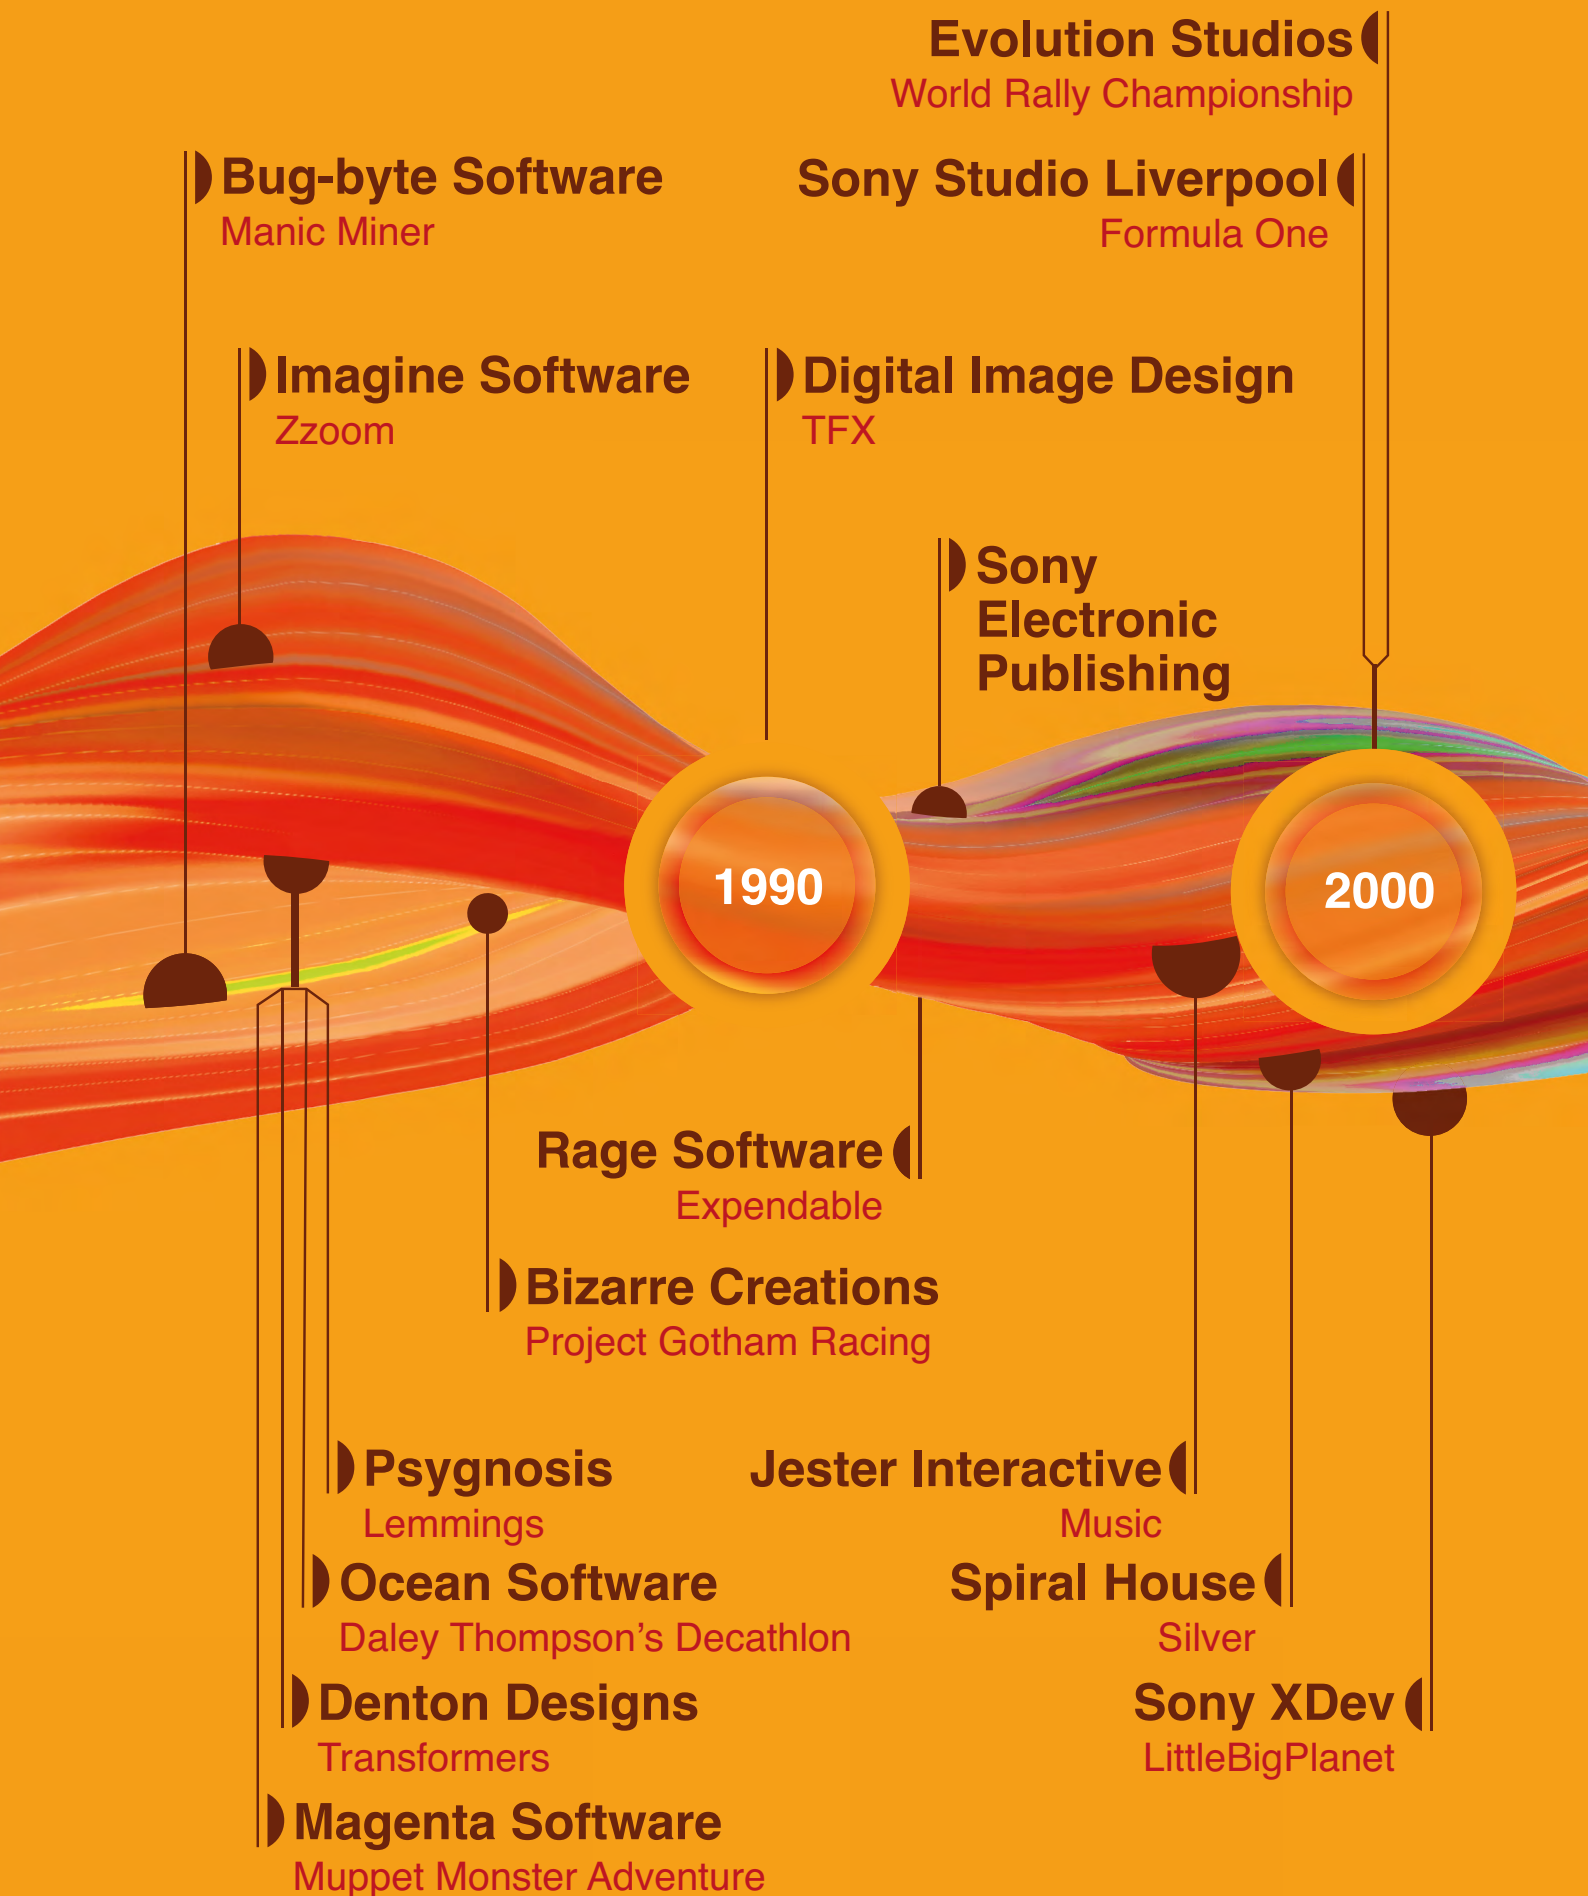 Evolution Studios
World Rally Championship
Bug-byte Software
Manic Miner
Sony Studio Liverpool
Formula One
Imagine Software
Zzoom
Digital Image Design
TFX
Sony
Electronic
Publishing
1990
2000
Rage Software
Expendable
Bizarre Creations
Project Gotham Racing
Psygnosis
Lemmings
Jester Interactive
Music
Ocean Software
Daley Thompson’s Decathlon
Spiral House
Silver
Denton Designs
Transformers
Sony XDev
LittleBigPlanet
Magenta Software
Muppet Monster Adventure